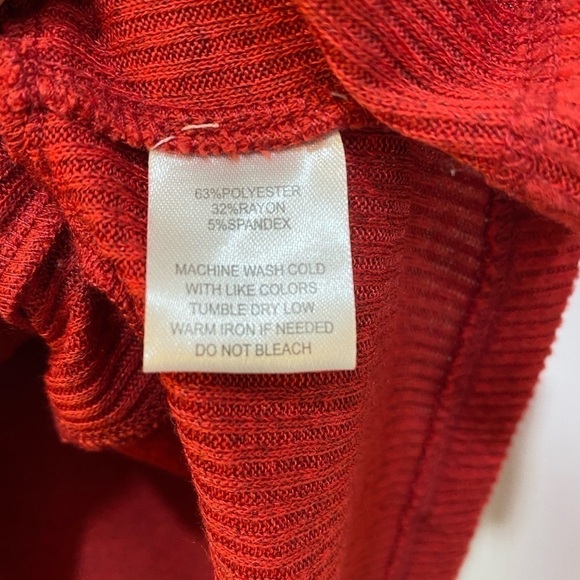 63%POLYESTER
32%RAYON
5%SPANDEX
MACHINE WASH COLD
WITH LIKE COLORS
TUMBLE DRY LOW
WARM IRON IF NEEDED
DO NOT BLEACH